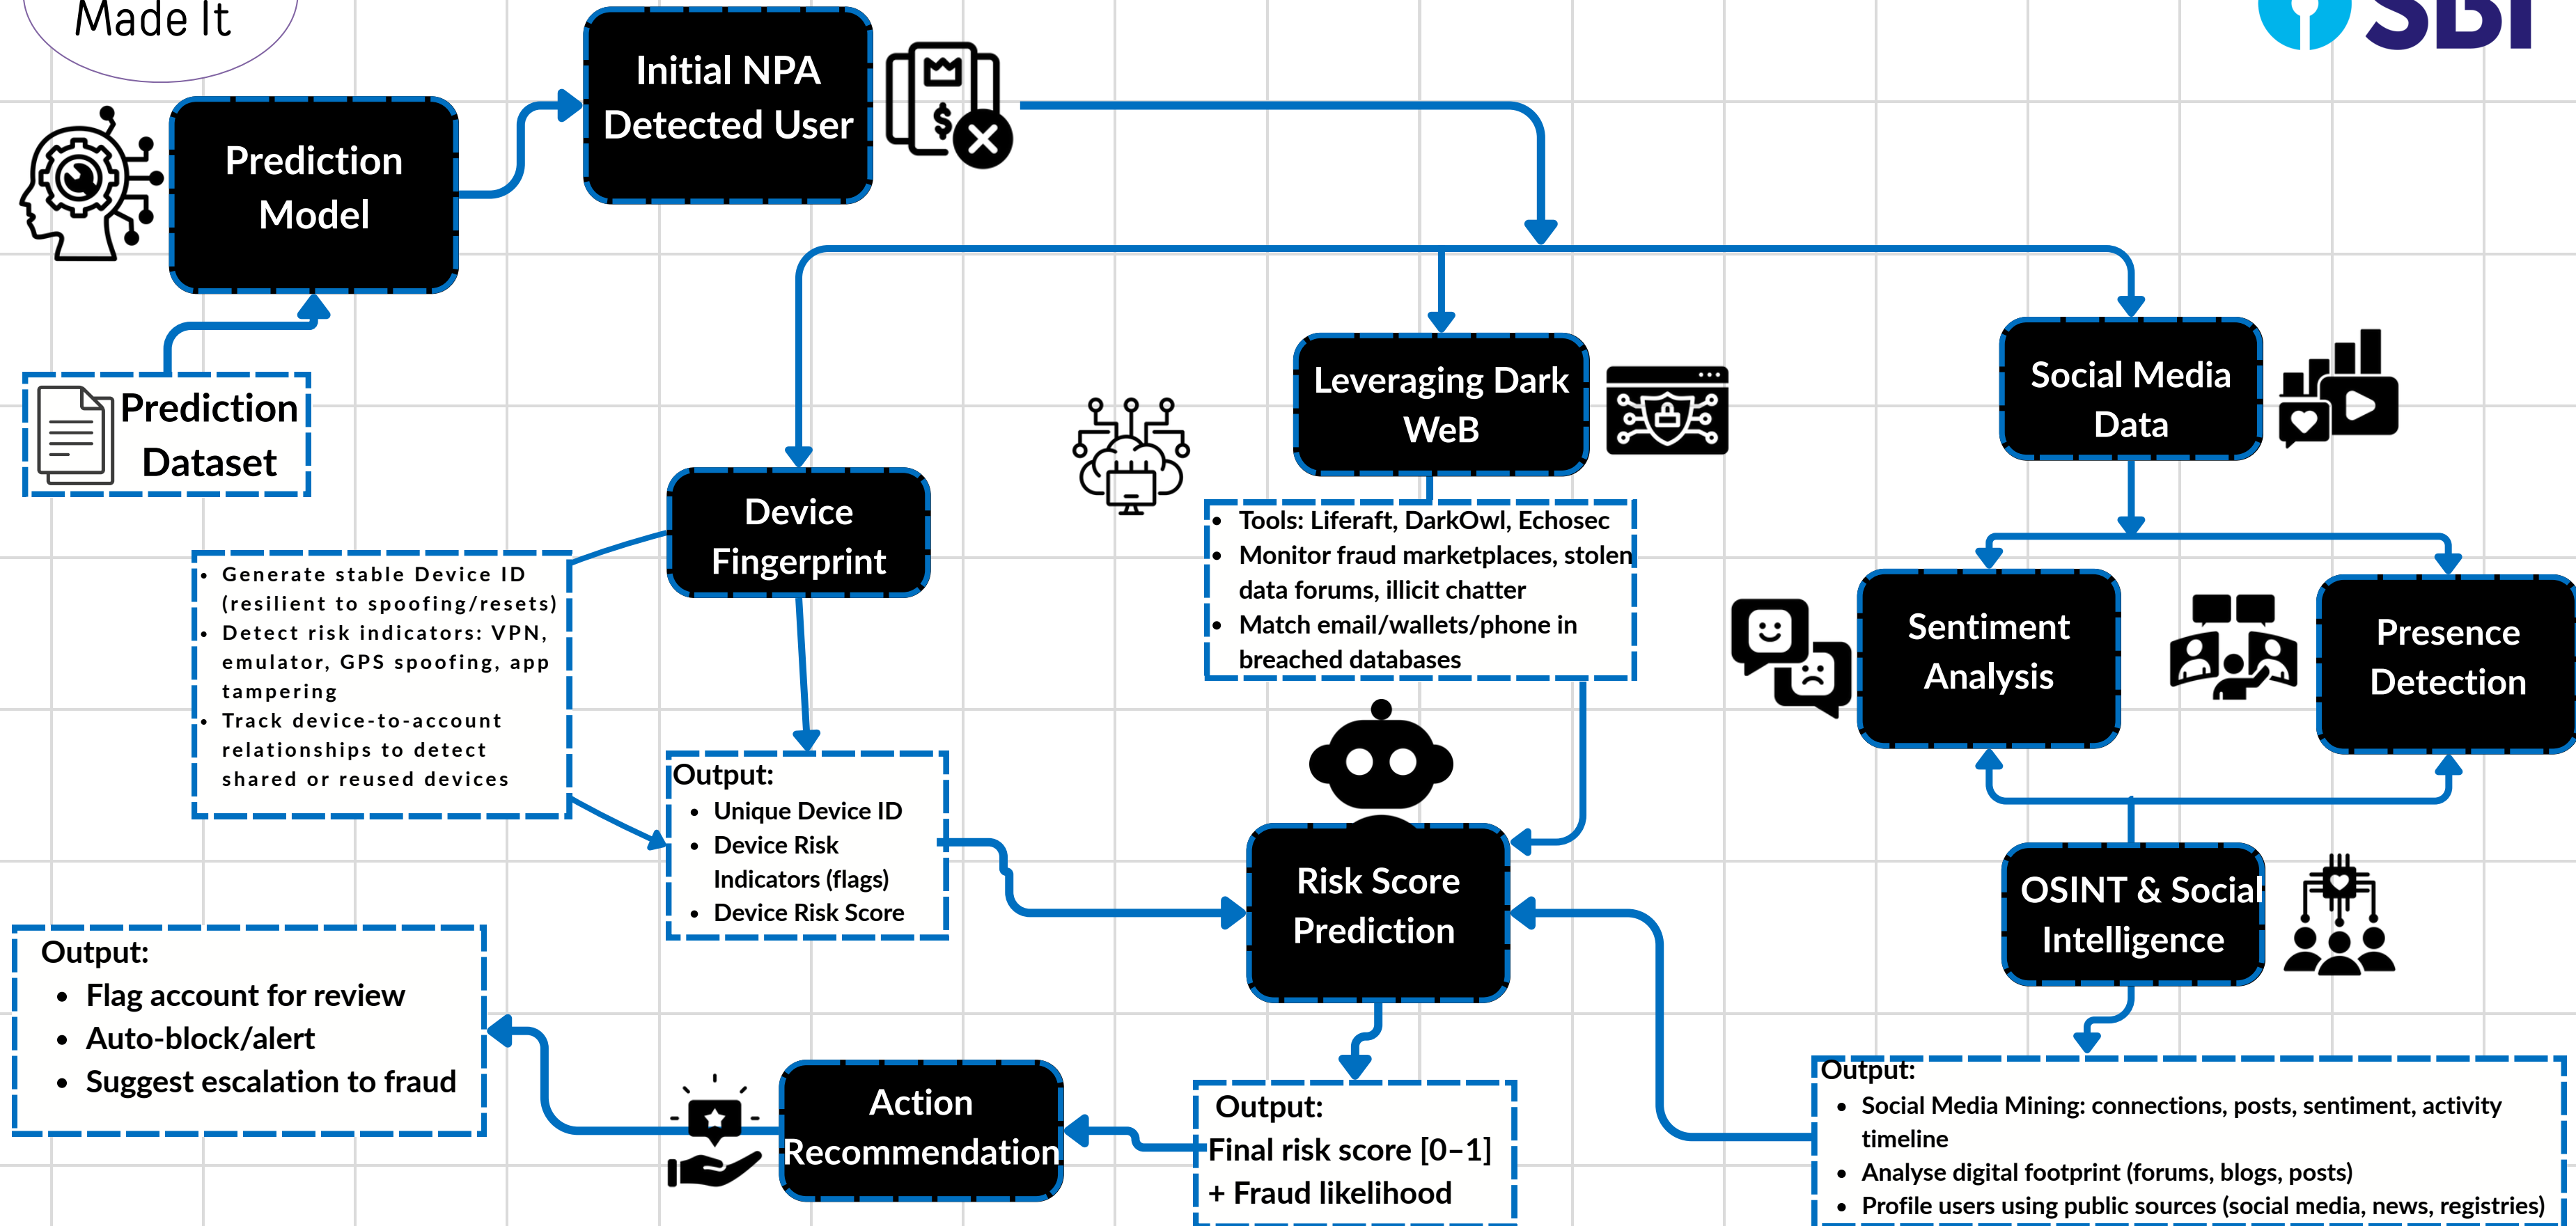 Made It
SBI
Initial NPA
Detected User
Prediction
Model
Prediction
Dataset
Leveraging Dark
WeB
Social Media
Data
Device
Fingerprint
• Tools: Liferaft, DarkOwl, Echosec
• Monitor fraud marketplaces, stolen
data forums, illicit chatter
• Match email/wallets/phone in
breached databases
• Generate stable Device ID
(resilient to spoofing/resets)
• Detect risk indicators: VPN,
emulator, GPS spoofing, app
tampering
• Track device-to-account
relationships to detect
shared or reused devices
Sentiment
Analysis
Presence
Detection
Output:
• Unique Device ID
• Device Risk
Indicators (flags)
• Device Risk Score
Risk Score
Prediction
OSINT & Social
Intelligence
Output:
• Flag account for review
• Auto-block/alert
• Suggest escalation to fraud
Action
Recommendation
Output:
Final risk score [0–1]
+ Fraud likelihood
Output:
• Social Media Mining: connections, posts, sentiment, activity
timeline
• Analyse digital footprint (forums, blogs, posts)
• Profile users using public sources (social media, news, registries)